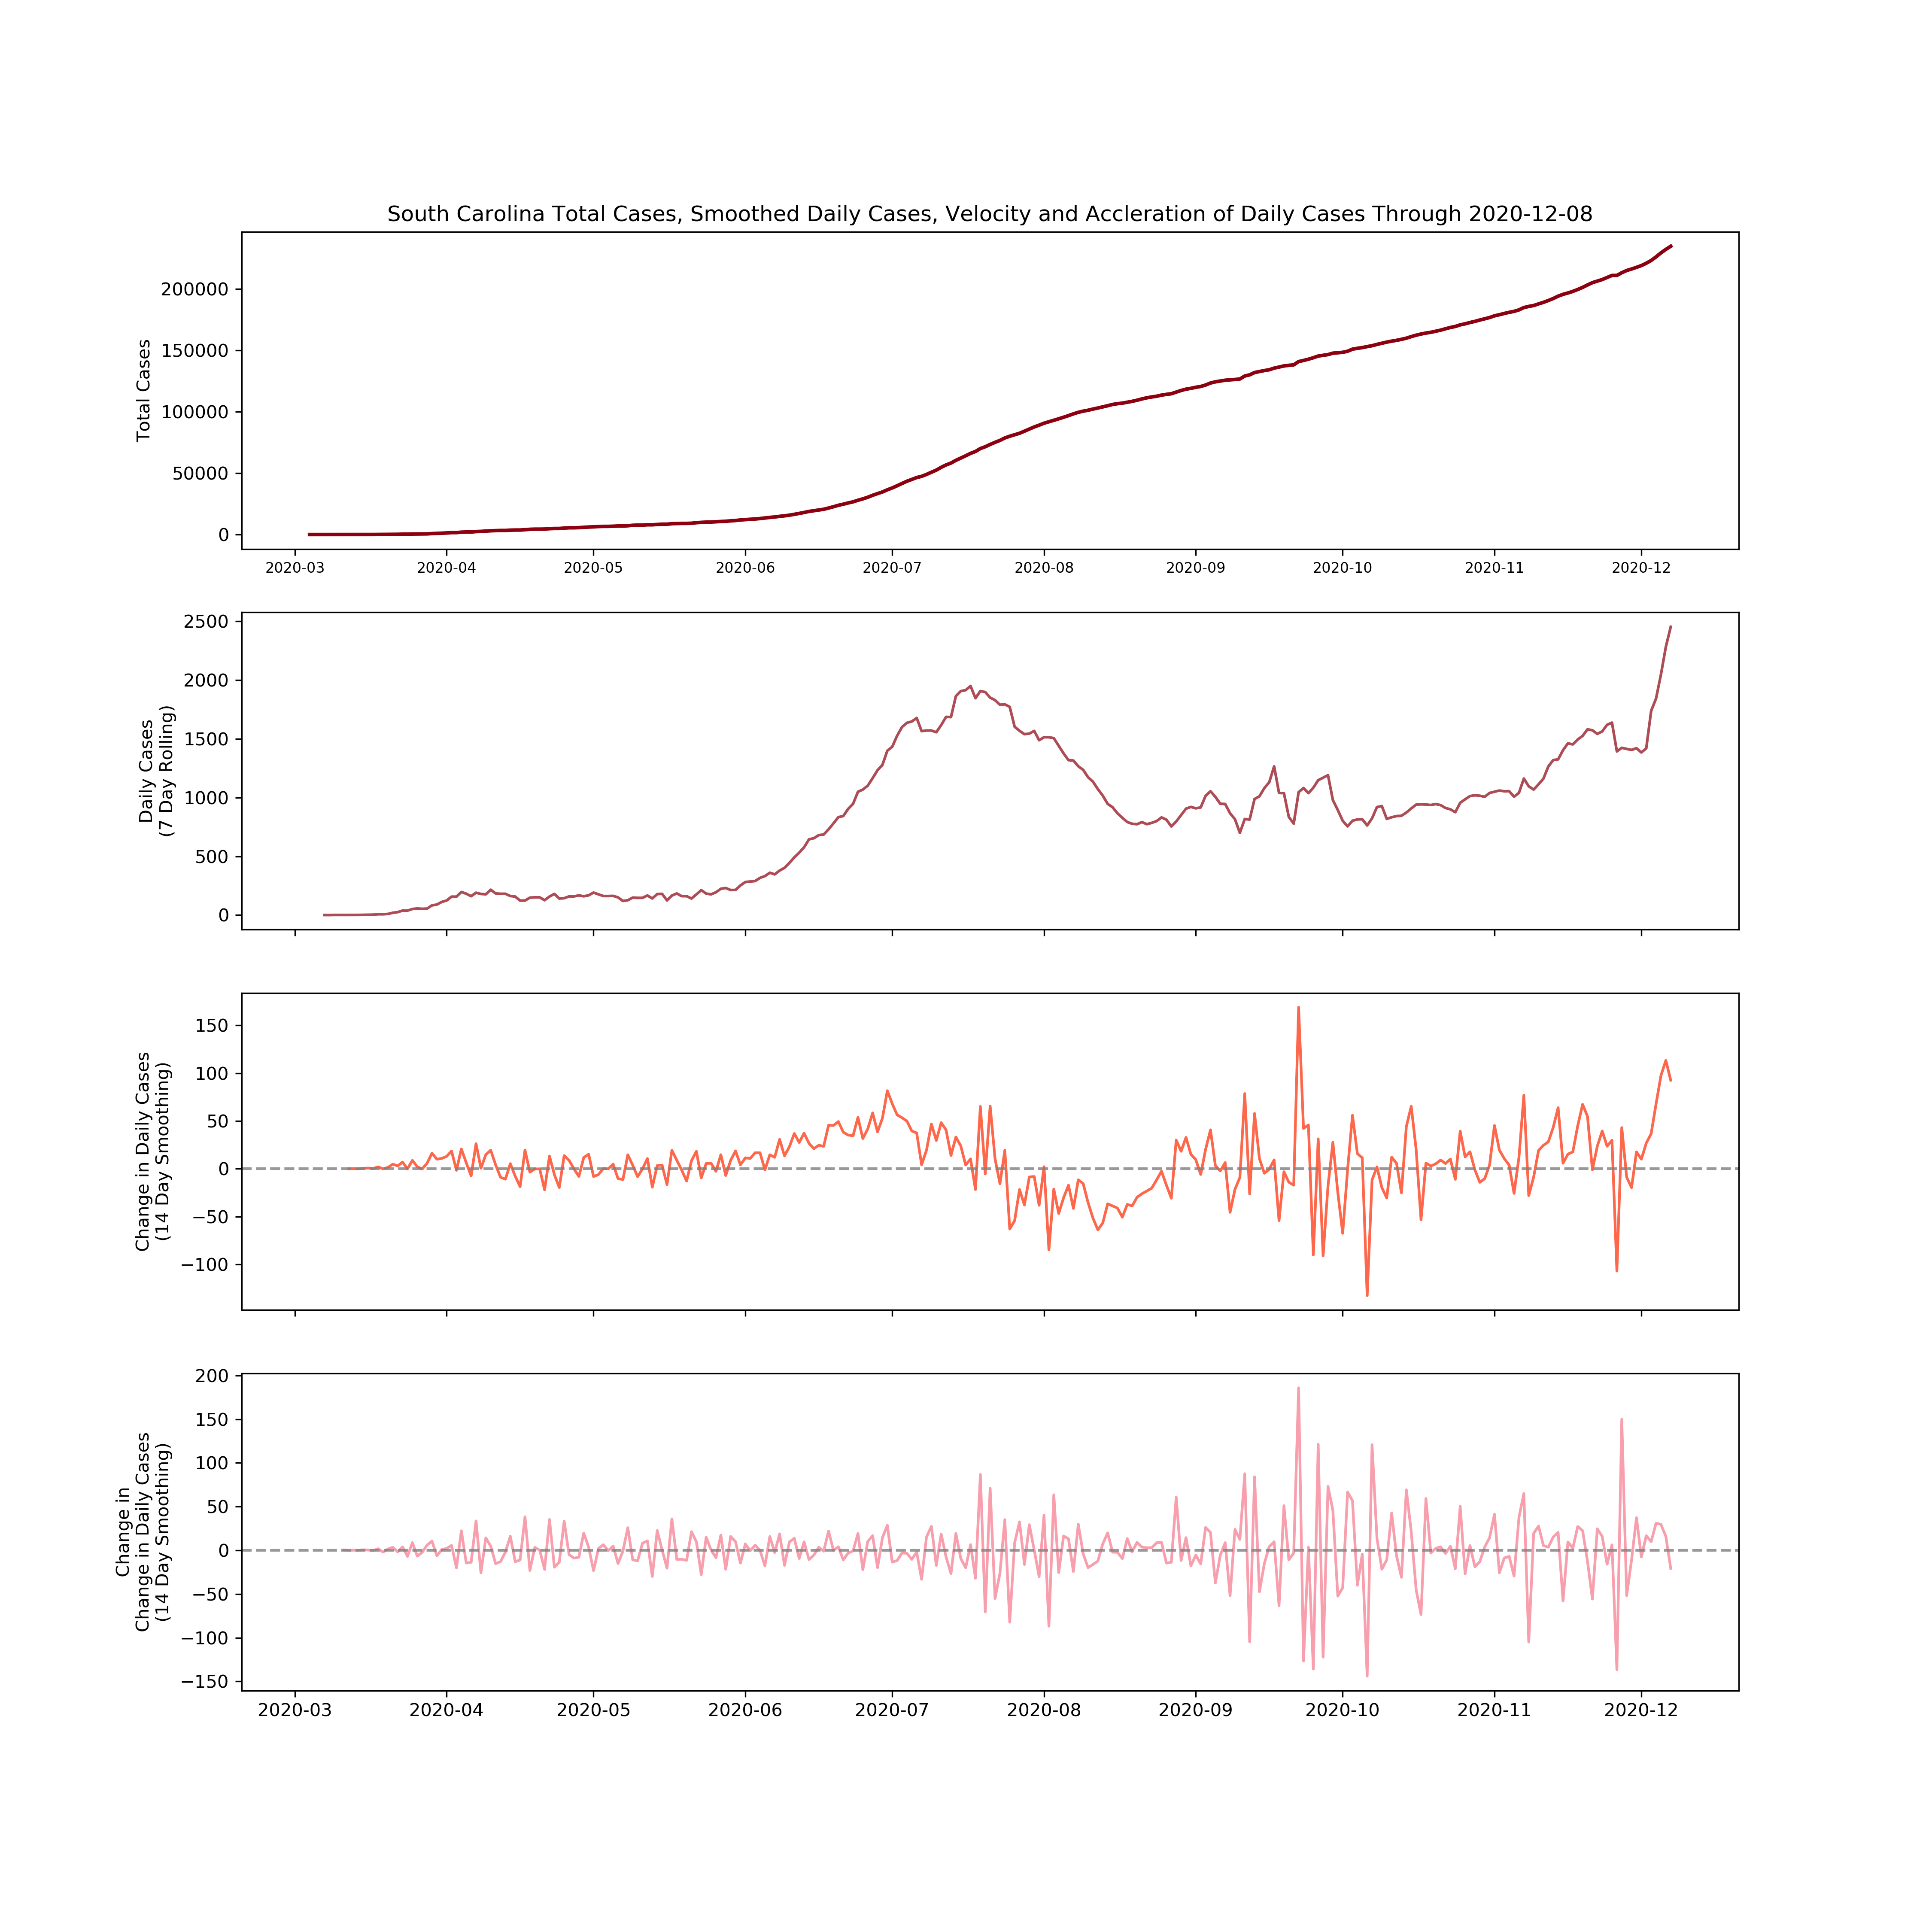 South Carolina Total Cases, Smoothed Daily Cases, Velocity and Accleration of Daily Cases Through 2020-12-08
Total Cases
200000
150000
100000
50000
0
2020-03 2020-04 2020-05 2020-06 2020-07 2020-08 2020-09 2020-10 2020-11 2020-12
Daily Cases
(7 Day Rolling)
2500
2000
1500
1000
500
0
Change in Daily Cases
(14 Day Smoothing)
150
100
50
0
−50
−100
Change in
Change in Daily Cases
(14 Day Smoothing)
200
150
100
50
0
−50
−100
−150
2020-03 2020-04 2020-05 2020-06 2020-07 2020-08 2020-09 2020-10 2020-11 2020-12